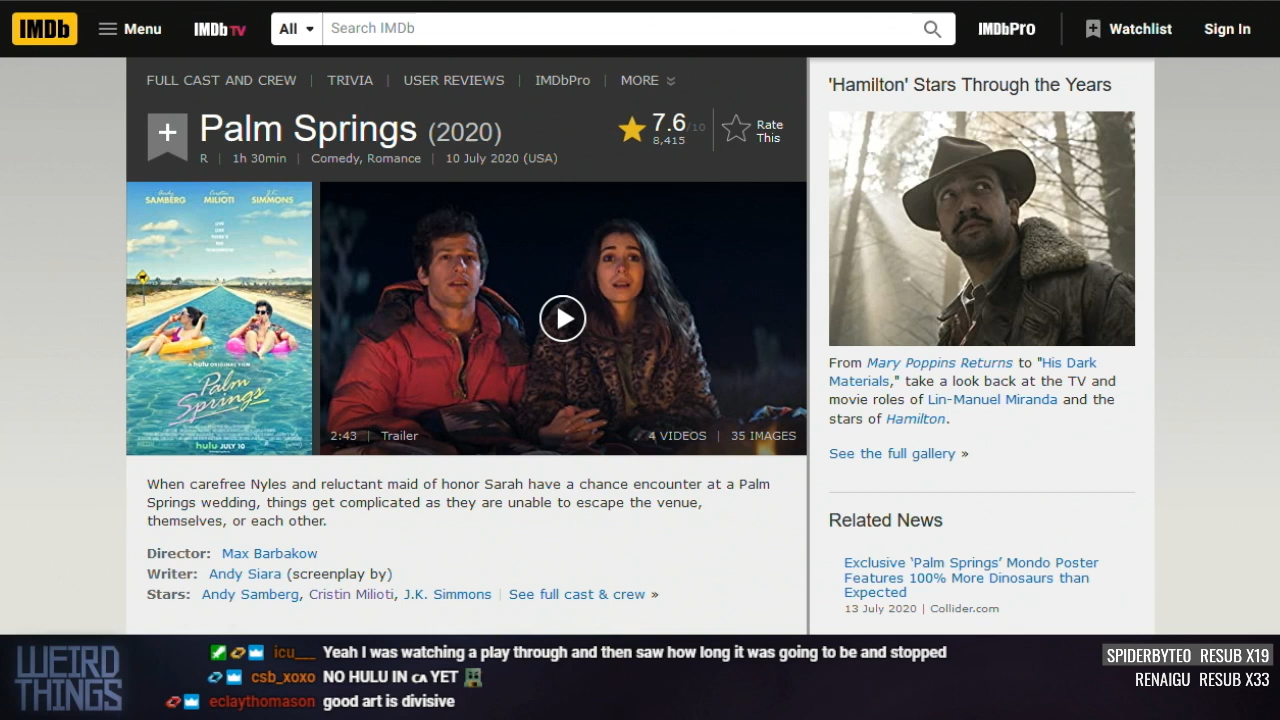 IMDb
Menu
IMDb TV
All
Search IMDb
IMDbPRO
Watchlist
Sign In
FULL CAST AND CREW | TRIVIA | USER REVIEWS | IMDbPro | MORE
+ Palm Springs (2020)
R | 1h 30min | Comedy, Romance | 10 July 2020 (USA)
7.6/10
8,415
Rate This
Andy SAMBERG Cristin MILIOTI J.K. SIMMONS
A hulu ORIGINAL FILM
Palm Springs
hulu JULY 10
2:43 | Trailer
4 VIDEOS | 35 IMAGES
When carefree Nyles and reluctant maid of honor Sarah have a chance encounter at a Palm
Springs wedding, things get complicated as they are unable to escape the venue,
themselves, or each other.
Director: Max Barbakow
Writer: Andy Siara (screenplay by)
Stars: Andy Samberg, Cristin Milioti, J.K. Simmons | See full cast & crew »
'Hamilton' Stars Through the Years
From Mary Poppins Returns to "His Dark
Materials," take a look back at the TV and
movie roles of Lin-Manuel Miranda and the
stars of Hamilton.
See the full gallery »
Related News
Exclusive ‘Palm Springs’ Mondo Poster
Features 100% More Dinosaurs than
Expected
13 July 2020 | Collider.com
WEIRD
THINGS
icu___ Yeah I was watching a play through and then saw how long it was going to be and stopped
csb_xoxo NO HULU IN ᴄᴀ YET
eclaythomason good art is divisive
SPIDERBYTE0 RESUB X19
RENAIGU RESUB X33